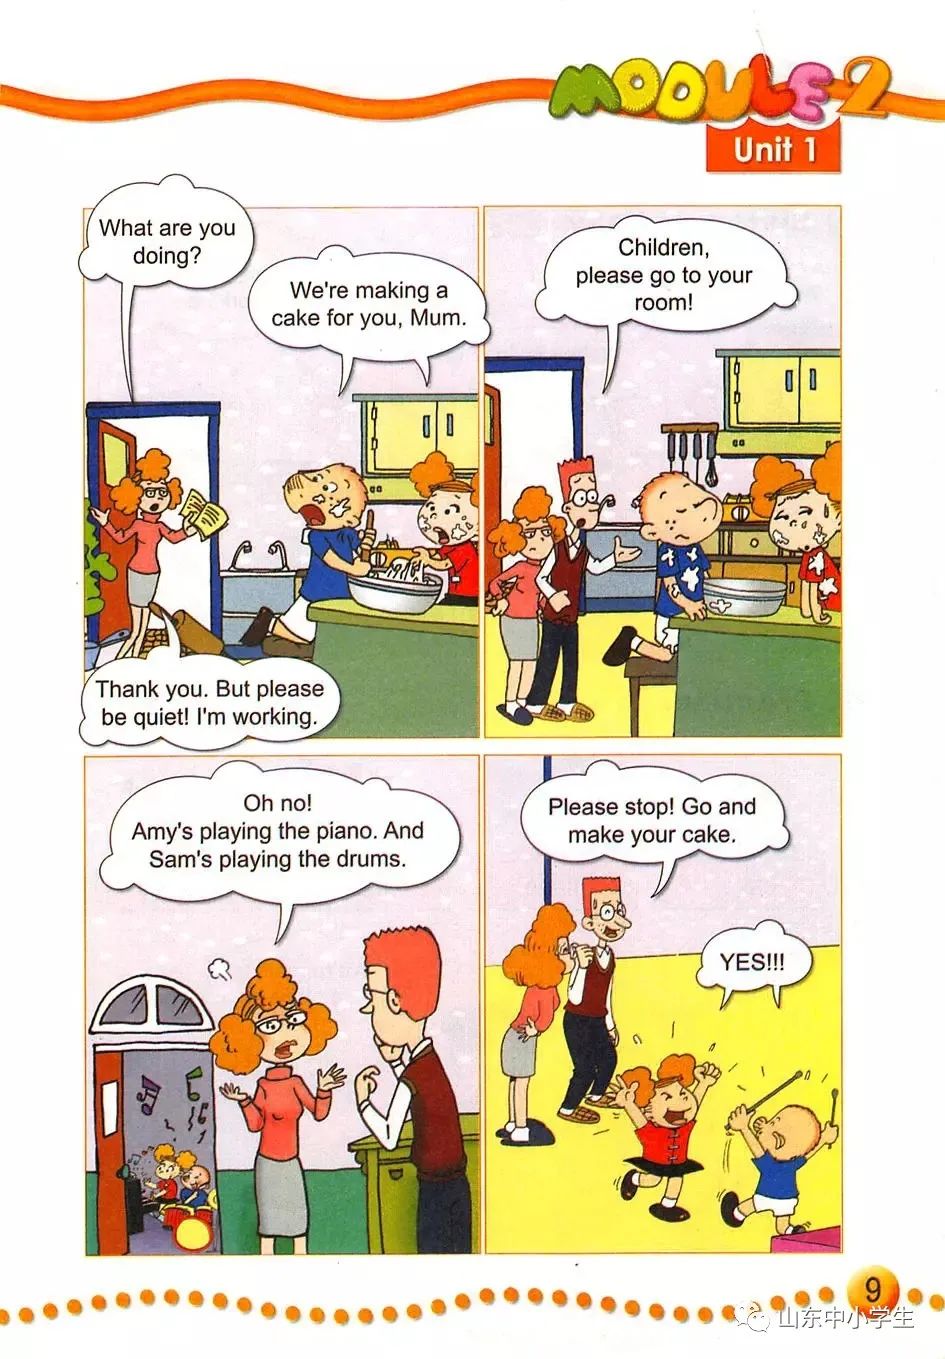 MODULE 2
Unit 1
What are you
doing?
We're making a
cake for you, Mum.
Thank you. But please
be quiet! I'm working.
Children,
please go to your
room!
Oh no!
Amy's playing the piano. And
Sam's playing the drums.
Please stop! Go and
make your cake.
YES!!!
9
山东中小学生